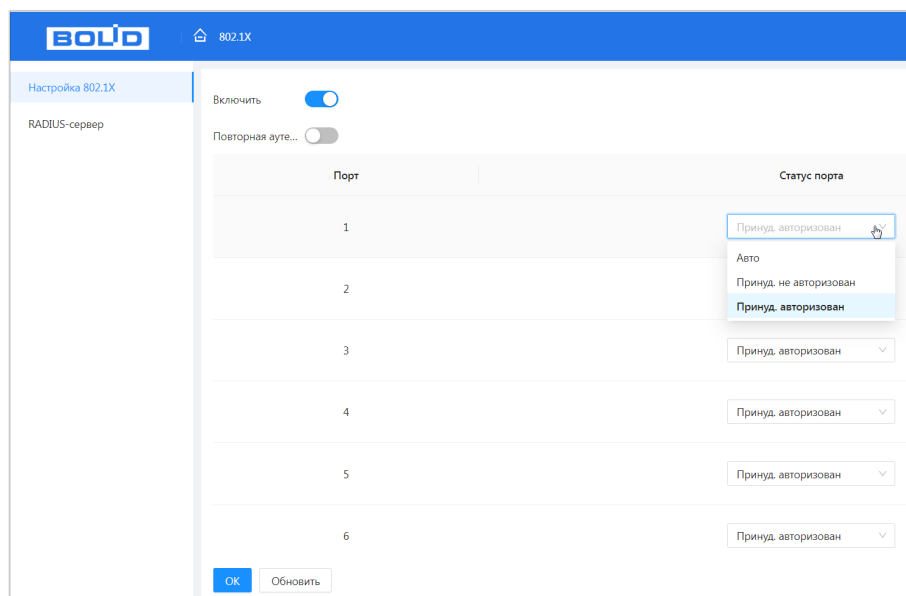 BOLID
802.1X
Настройка 802.1X
RADIUS-сервер
Включить
Повторная ауте...
Порт
Статус порта
1
Принуд. авторизован
Авто
Принуд. не авторизован
Принуд. авторизован
2
3
Принуд. авторизован
4
Принуд. авторизован
5
Принуд. авторизован
6
Принуд. авторизован
ОК
Обновить